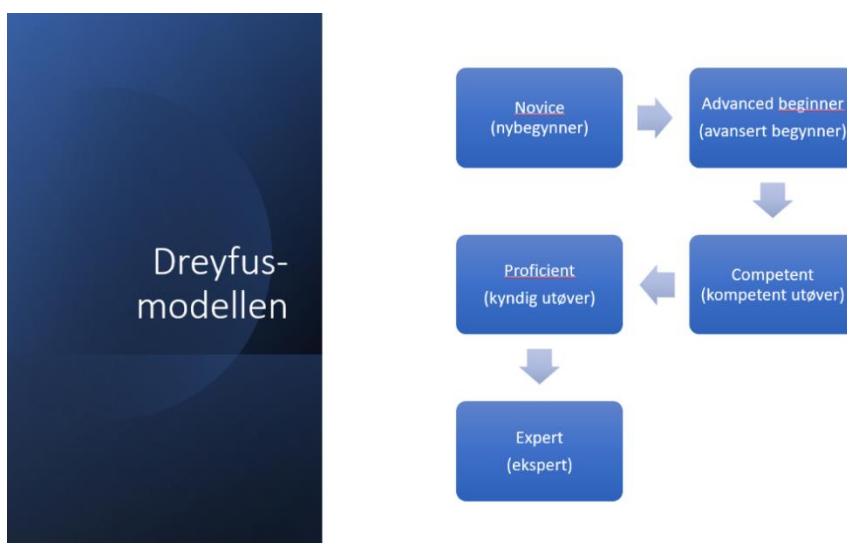 Dreyfus-
modellen
Novice
(nybegynner)
Advanced beginner
(avansert begynner)
Competent
(kompetent utøver)
Proficient
(kyndig utøver)
Expert
(ekspert)